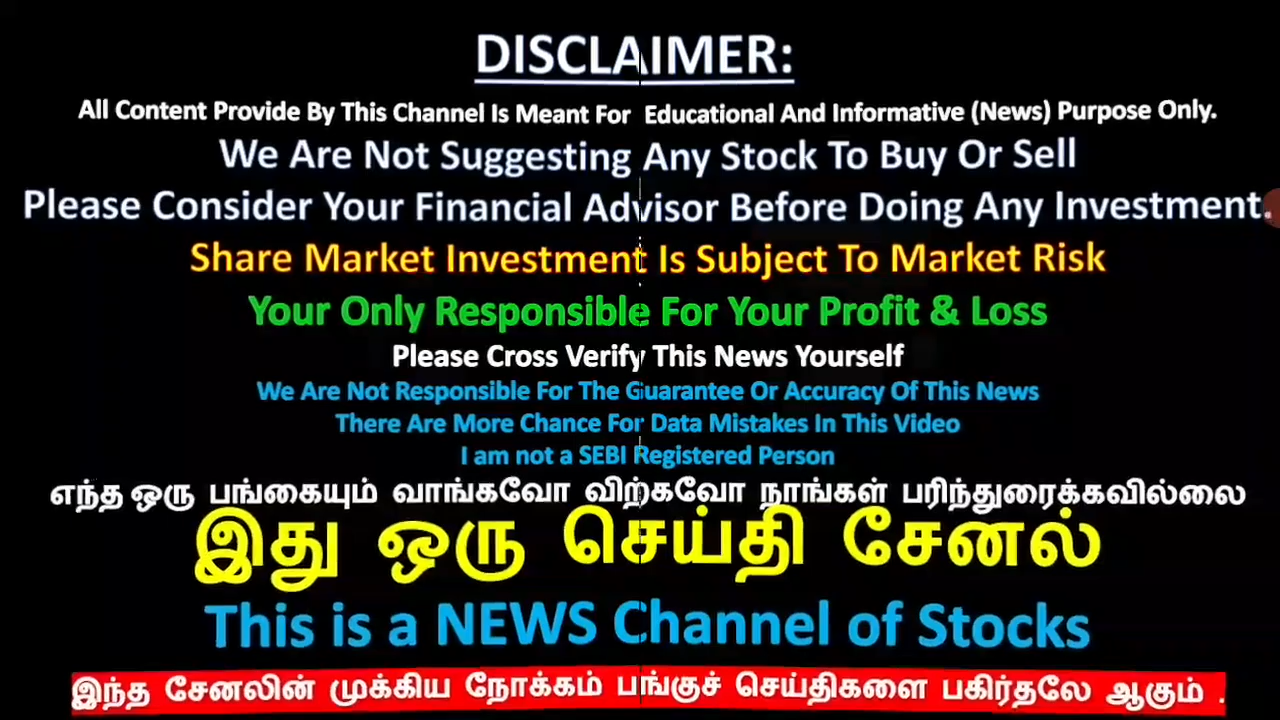 DISCLAIMER:
All Content Provide By This Channel Is Meant For Educational And Informative (News) Purpose Only.
We Are Not Suggesting Any Stock To Buy Or Sell
Please Consider Your Financial Advisor Before Doing Any Investment.
Share Market Investment Is Subject To Market Risk
Your Only Responsible For Your Profit & Loss
Please Cross Verify This News Yourself
We Are Not Responsible For The Guarantee Or Accuracy Of This News
There Are More Chance For Data Mistakes In This Video
I am not a SEBI Registered Person
எந்த ஒரு பங்கையும் வாங்கவோ விற்கவோ நாங்கள் பரிந்துரைக்கவில்லை
இது ஒரு செய்தி சேனல்
This is a NEWS Channel of Stocks
இந்த சேனலின் முக்கிய நோக்கம் பங்குச் செய்திகளை பகிர்தலே ஆகும் .